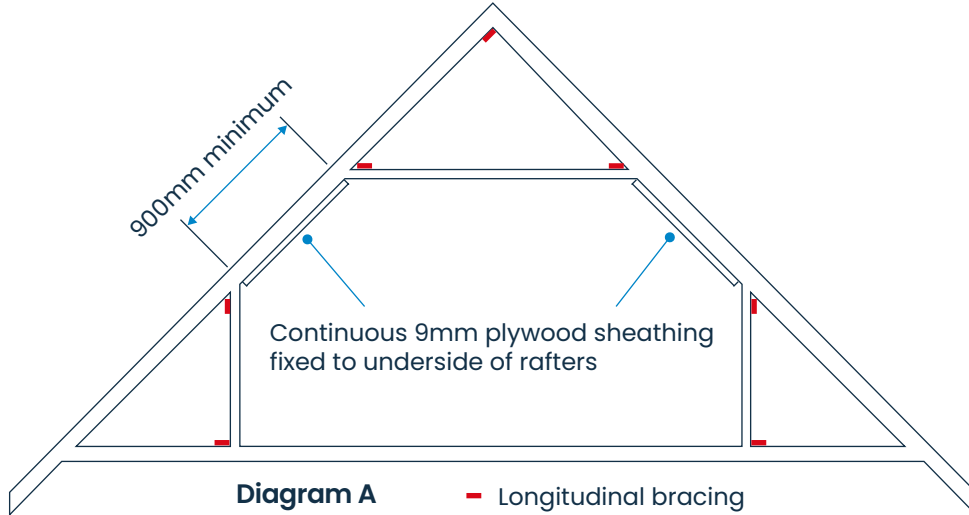 900mm minimum
Continuous 9mm plywood sheathing
fixed to underside of rafters
Diagram A
Longitudinal bracing